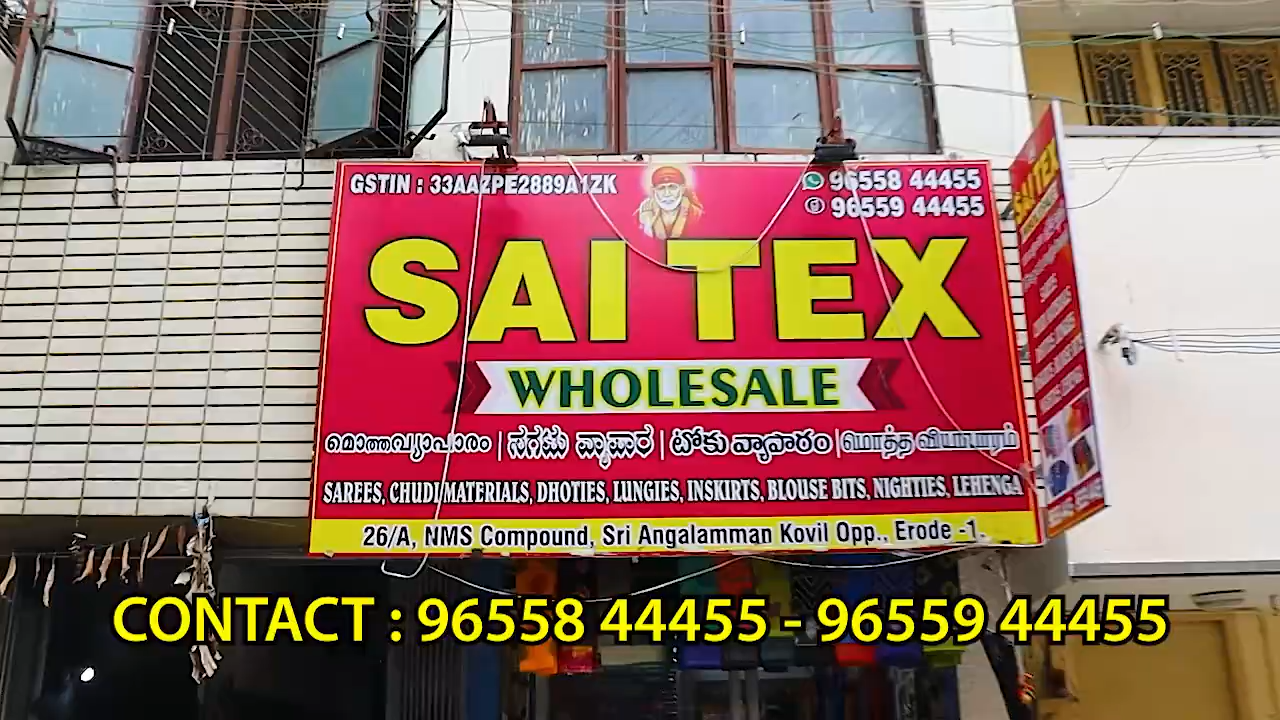 GSTIN : 33AAZPE2889A1ZK
96558 44455
96559 44455
SAI TEX
WHOLESALE
മൊത്തവ്യാപാരം | ಸಗಟು ವ್ಯಾಪಾರ | టోకు వ్యాపారం | மொத்த வியாபாரம்
SAREES, CHUDI MATERIALS, DHOTIES, LUNGIES, INSKIRTS, BLOUSE BITS, NIGHTIES, LEHENGA
26/A, NMS Compound, Sri Angalamman Kovil Opp., Erode -1.
SAI TEX
CONTACT : 96558 44455 - 96559 44455